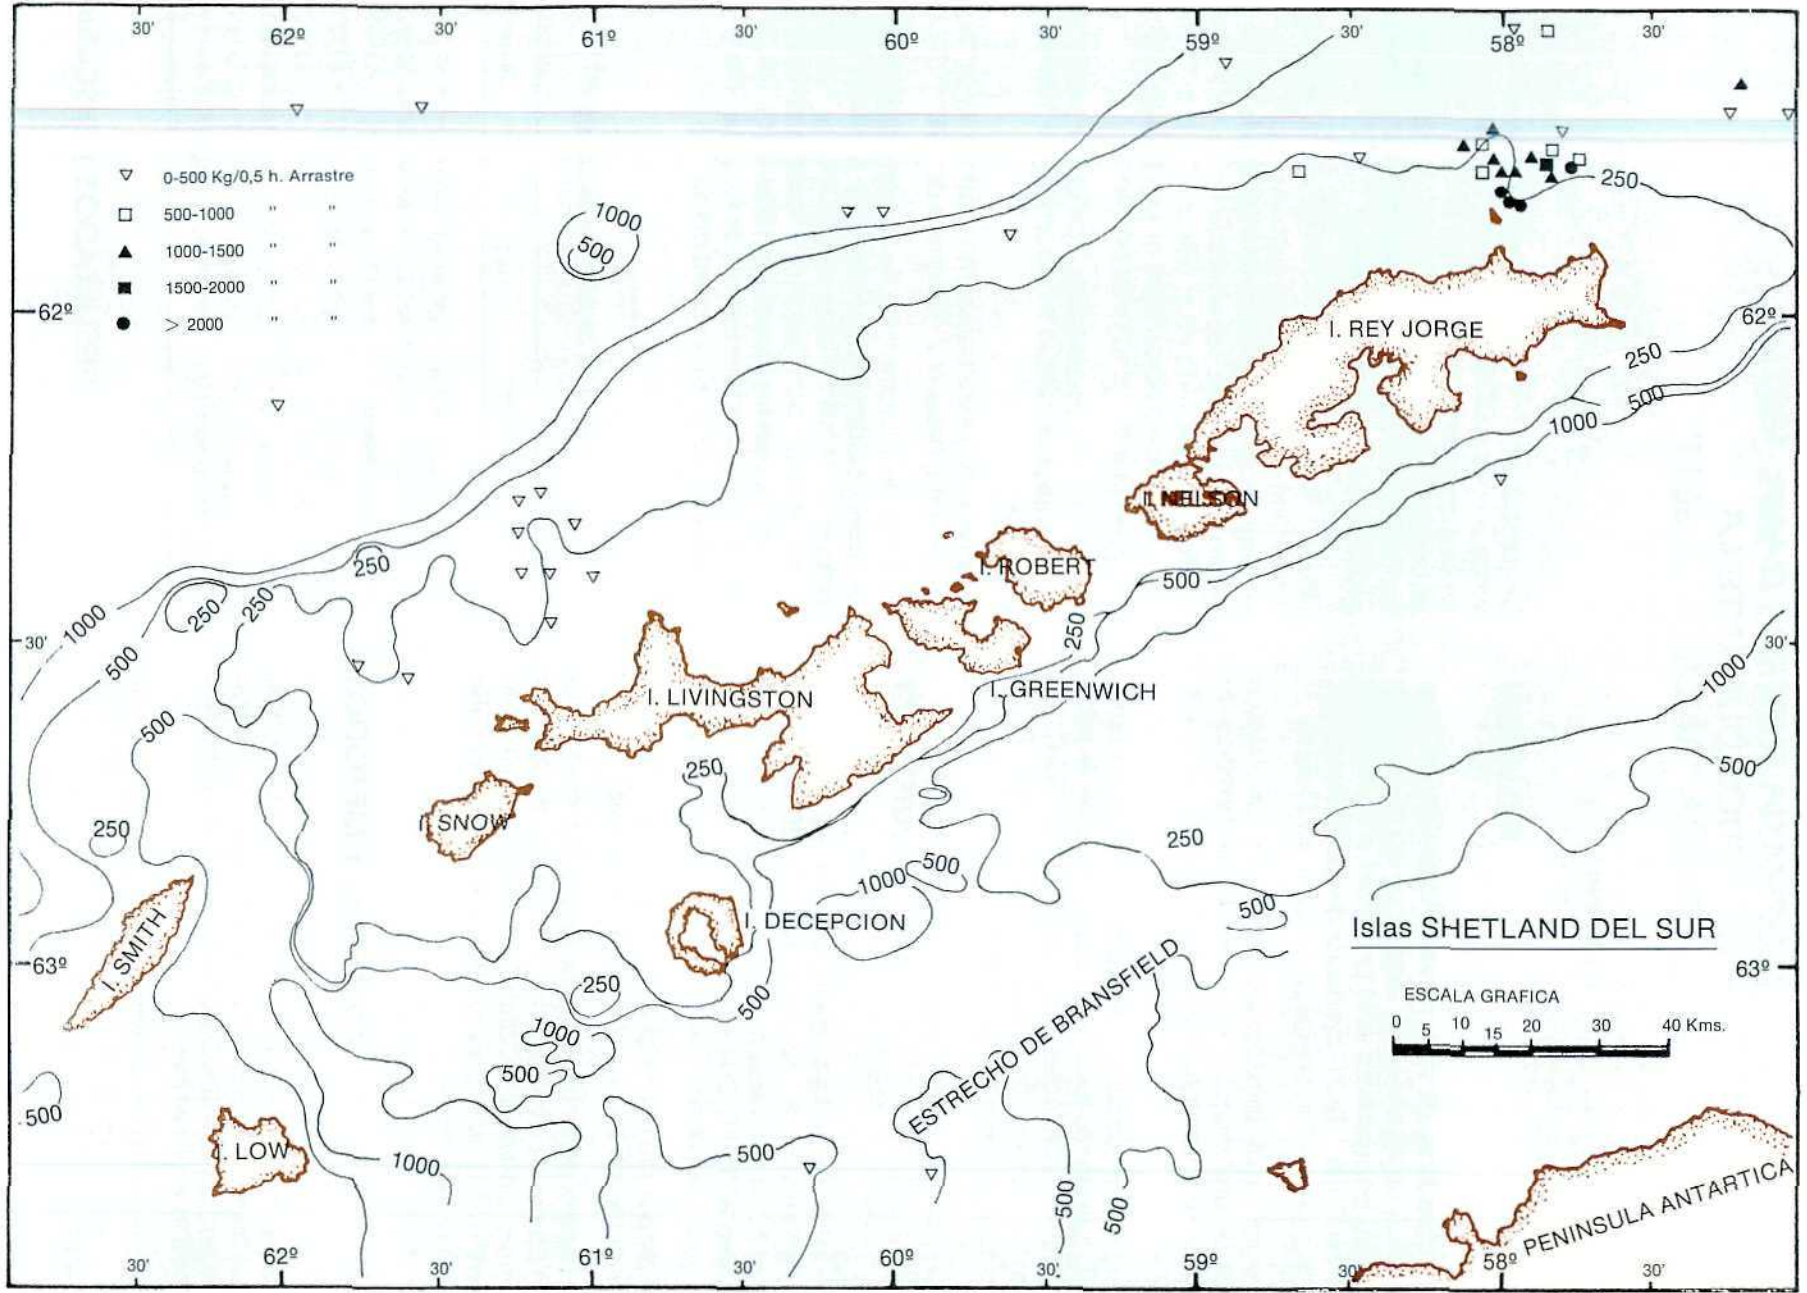 30' 62º 30' 61º 30' 60º 30' 59º 30' 58º 30'
▽ 0-500 Kg/0,5 h. Arrastre
□ 500-1000 " "
▲ 1000-1500 " "
■ 1500-2000 " "
● > 2000 " "
1000
500
250
62º
62º
I. REY JORGE
250
500
1000
I. NELSON
250
I. ROBERT
500
250
250
250
1000
30'
30'
500
1000
I. LIVINGSTON
I. GREENWICH
500
250
500
I. SNOW
250
250
500
1000
500
I. DECEPCION
Islas SHETLAND DEL SUR
I. SMITH
63º
63º
250
500
ESTRECHO DE BRANSFIELD
ESCALA GRAFICA
0 5 10 15 20 30 40 Kms.
1000
500
500
I. LOW
1000
500
500
500
PENINSULA ANTARTICA
30' 62º 30' 61º 30' 60º 30' 59º 30' 58º 30'